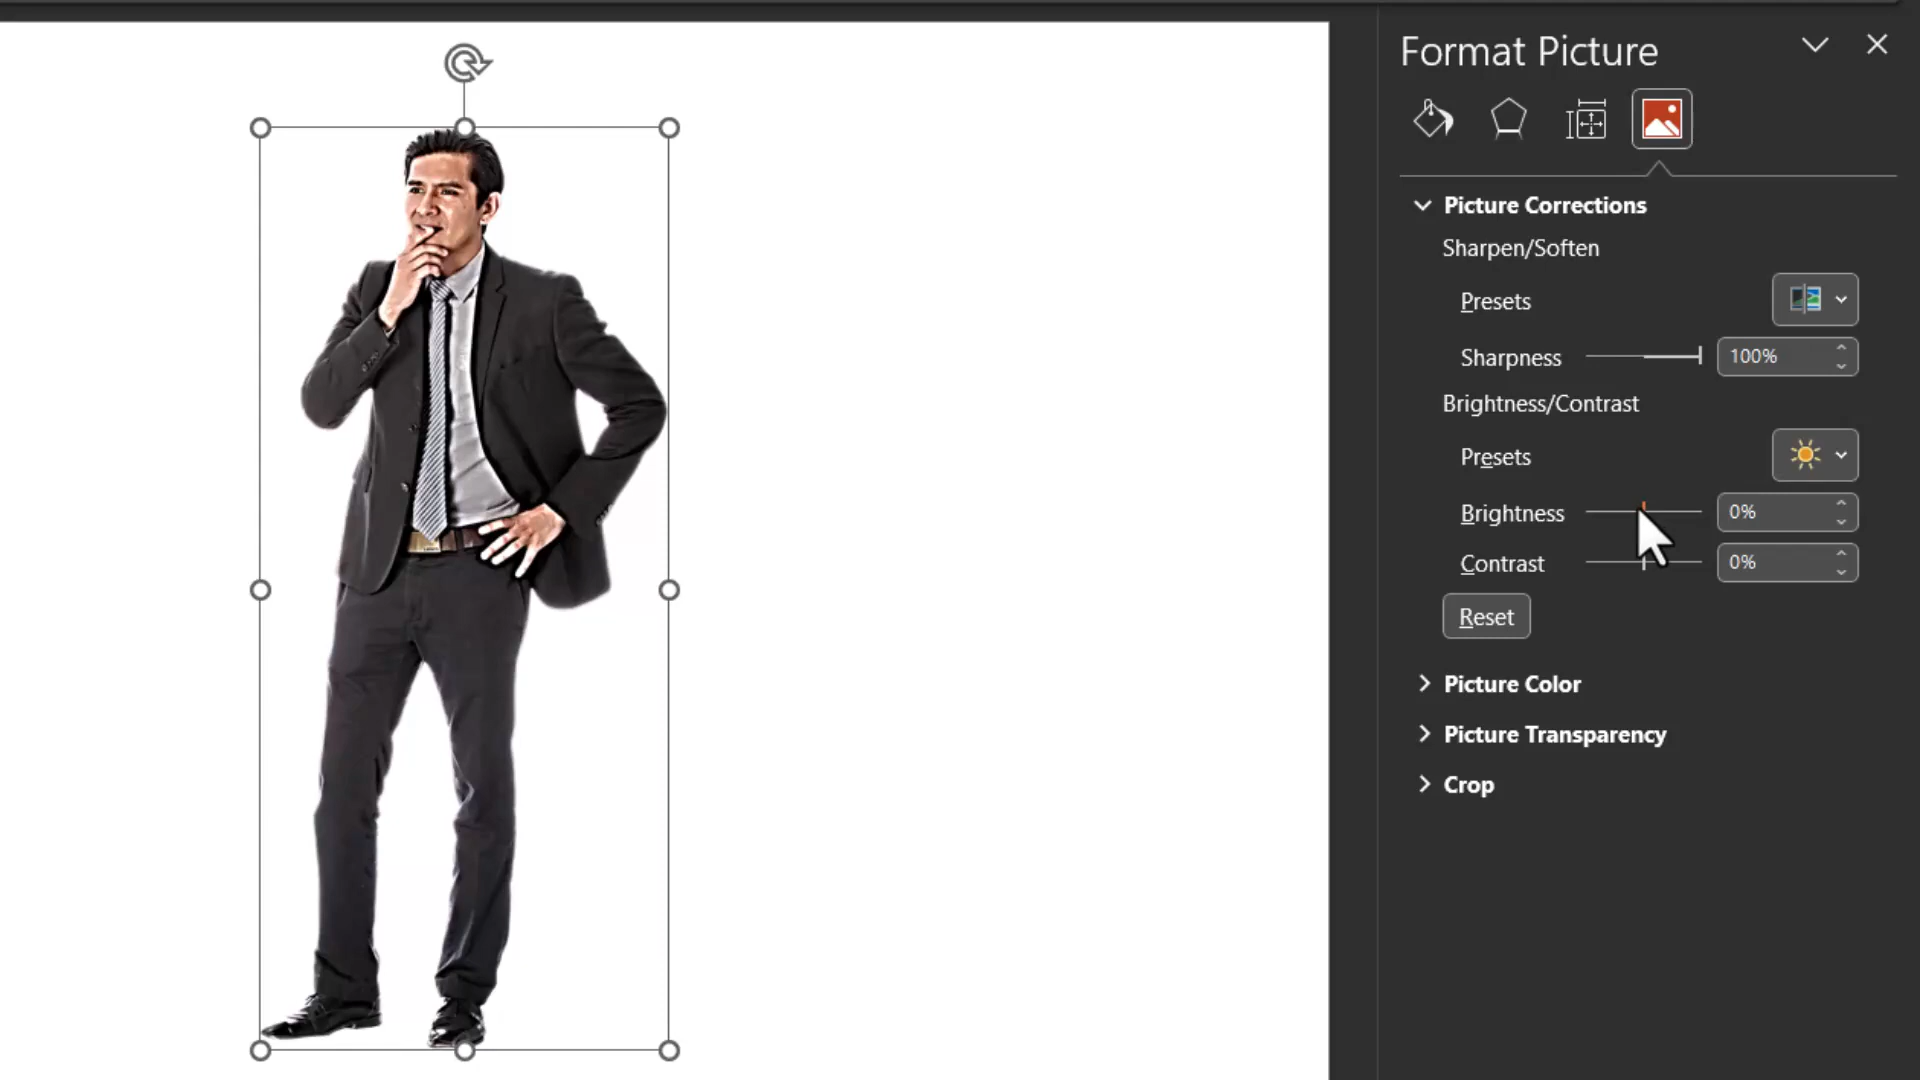 Format Picture
Picture Corrections
Sharpen/Soften
Presets
Sharpness 100%
Brightness/Contrast
Presets
Brightness 0%
Contrast 0%
Reset
Picture Color
Picture Transparency
Crop